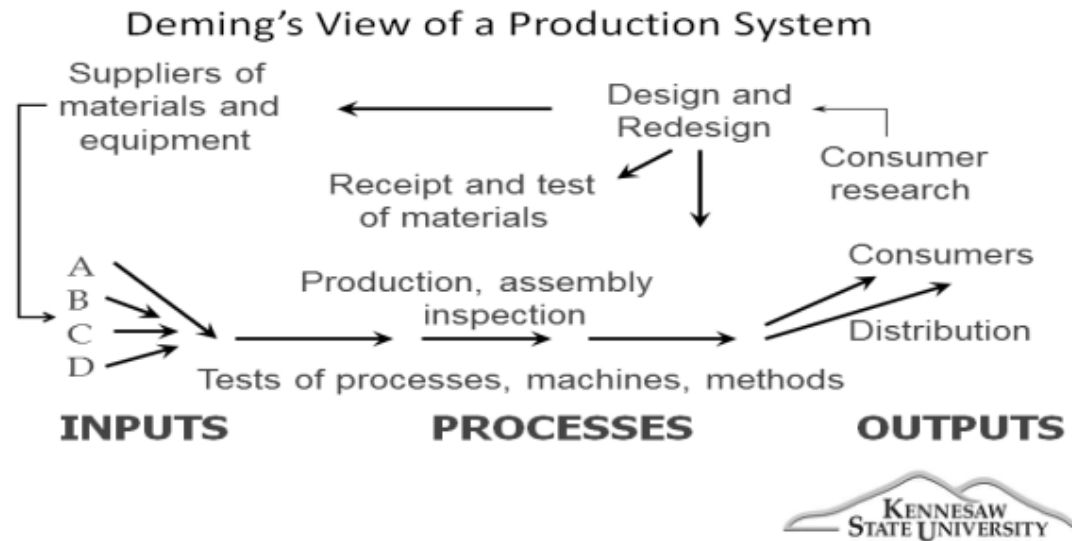 Deming’s View of a Production System
Suppliers of
materials and
equipment
Design and
Redesign
Consumer
research
Receipt and test
of materials
A
B
C
D
Production, assembly
inspection
Consumers
Distribution
Tests of processes, machines, methods
INPUTS
PROCESSES
OUTPUTS
KENNESAW
STATE UNIVERSITY